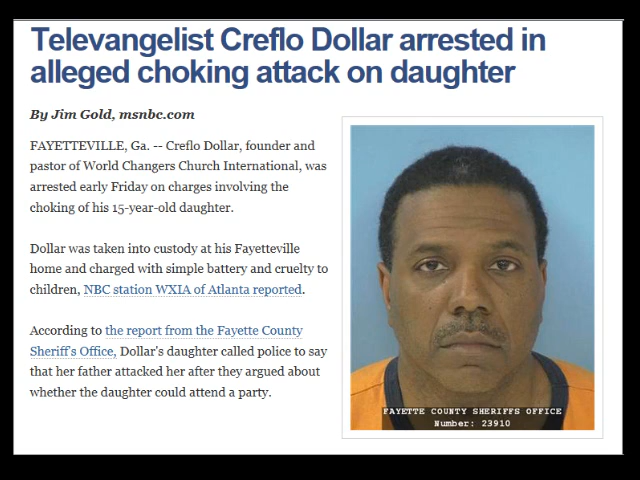 Televangelist Creflo Dollar arrested in
alleged choking attack on daughter
By Jim Gold, msnbc.com
FAYETTEVILLE, Ga. -- Creflo Dollar, founder and
pastor of World Changers Church International, was
arrested early Friday on charges involving the
choking of his 15-year-old daughter.
Dollar was taken into custody at his Fayetteville
home and charged with simple battery and cruelty to
children, NBC station WXIA of Atlanta reported.
According to the report from the Fayette County
Sheriff's Office, Dollar's daughter called police to say
that her father attacked her after they argued about
whether the daughter could attend a party.
FAYETTE COUNTY SHERIFFS OFFICE
Number: 23910